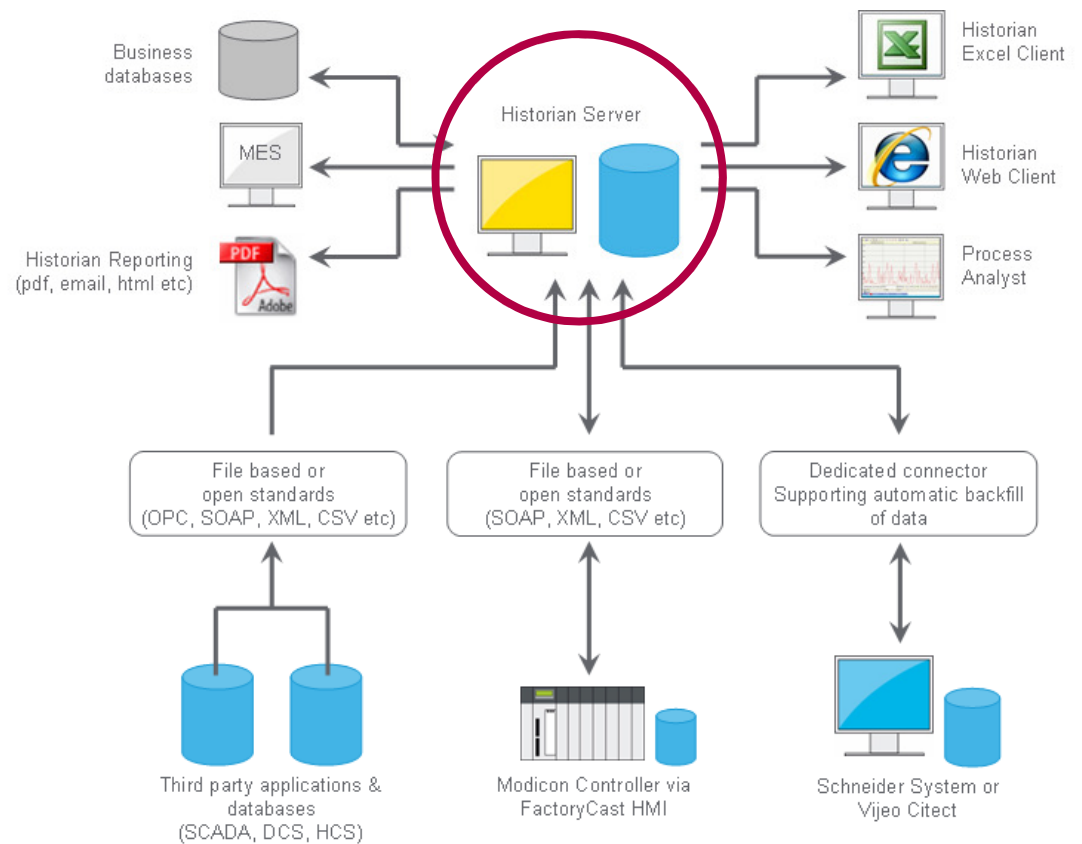 Business
databases
MES
PDF
Adobe
Historian Reporting
(pdf, email, html etc)
Historian Server
Historian
Excel Client
Historian
Web Client
Process
Analyst
File based or
open standards
(OPC, SOAP, XML, CSV etc)
File based or
open standards
(SOAP, XML, CSV etc)
Dedicated connector
Supporting automatic backfill
of data
Third party applications &
databases
(SCADA, DCS, HCS)
Modicon Controller via
FactoryCast HMI
Schneider System or
Vijeo Citect